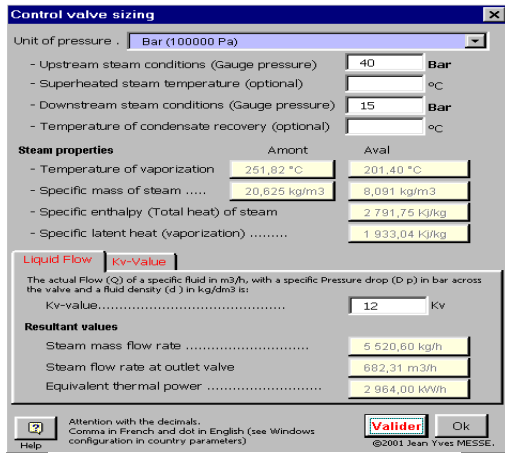 Control valve sizing
Unit of pressure . Bar (100000 Pa)
- Upstream steam conditions (Gauge pressure) 40 Bar
- Superheated steam temperature (optional) °C
- Downstream steam conditions (Gauge pressure) 15 Bar
- Temperature of condensate recovery (optional) °C
Steam properties Amont Aval
- Temperature of vaporization 251,82 °C 201,40 °C
- Specific mass of steam ..... 20,625 kg/m3 8,091 kg/m3
- Specific enthalpy (Total heat) of steam 2 791,75 Kj/kg
- Specific latent heat (vaporization) ......... 1 933,04 Kj/kg
Liquid Flow Kv-Value
The actual Flow (Q) of a specific fluid in m3/h, with a specific Pressure drop (D p) in bar across
the valve and a fluid density (d ) in kg/dm3 is:
Kv-value............................................ 12 Kv
Resultant values
Steam mass flow rate ............................. 5 520,60 kg/h
Steam flow rate at outlet valve 682,31 m3/h
Equivalent thermal power ........................... 2 964,00 kW/h
Help
Attention with the decimals.
Comma in French and dot in English (see Windows
configuration in country parameters)
Valider Ok
©2001 Jean Yves MESSE.